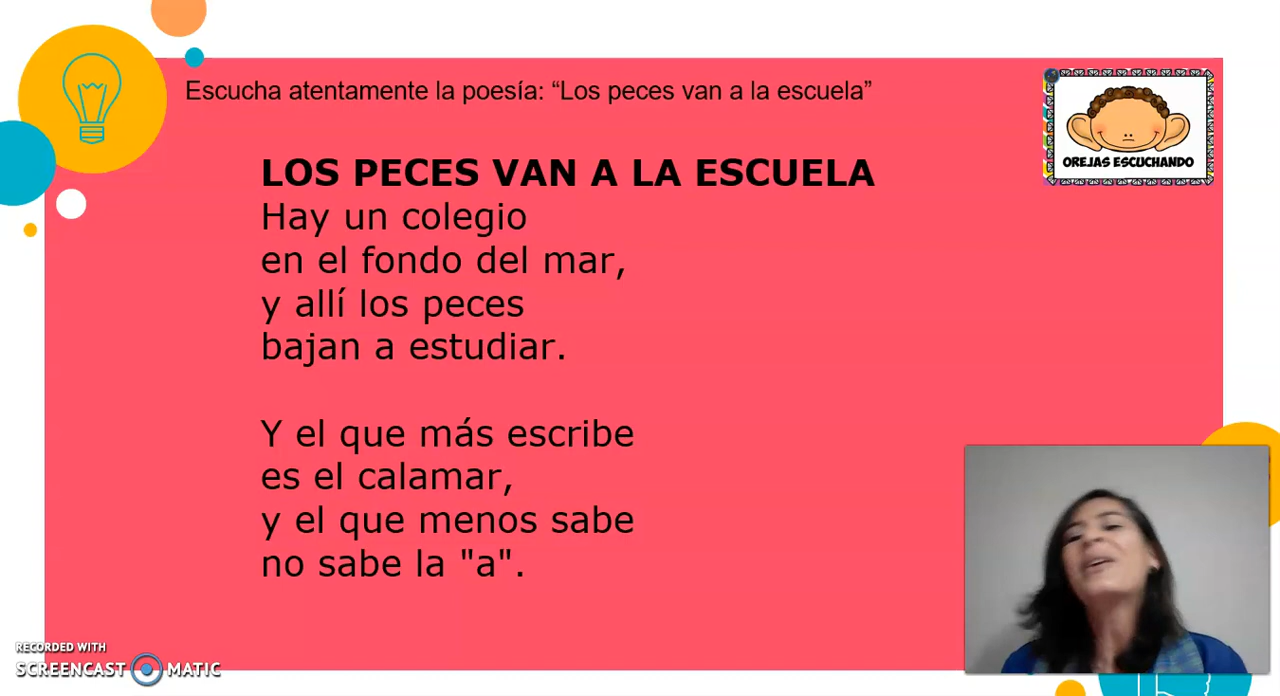 Escucha atentamente la poesía: “Los peces van a la escuela”
OREJAS ESCUCHANDO
LOS PECES VAN A LA ESCUELA
Hay un colegio
en el fondo del mar,
y allí los peces
bajan a estudiar.
Y el que más escribe
es el calamar,
y el que menos sabe
no sabe la "a".
RECORDED WITH
SCREENCAST MATIC